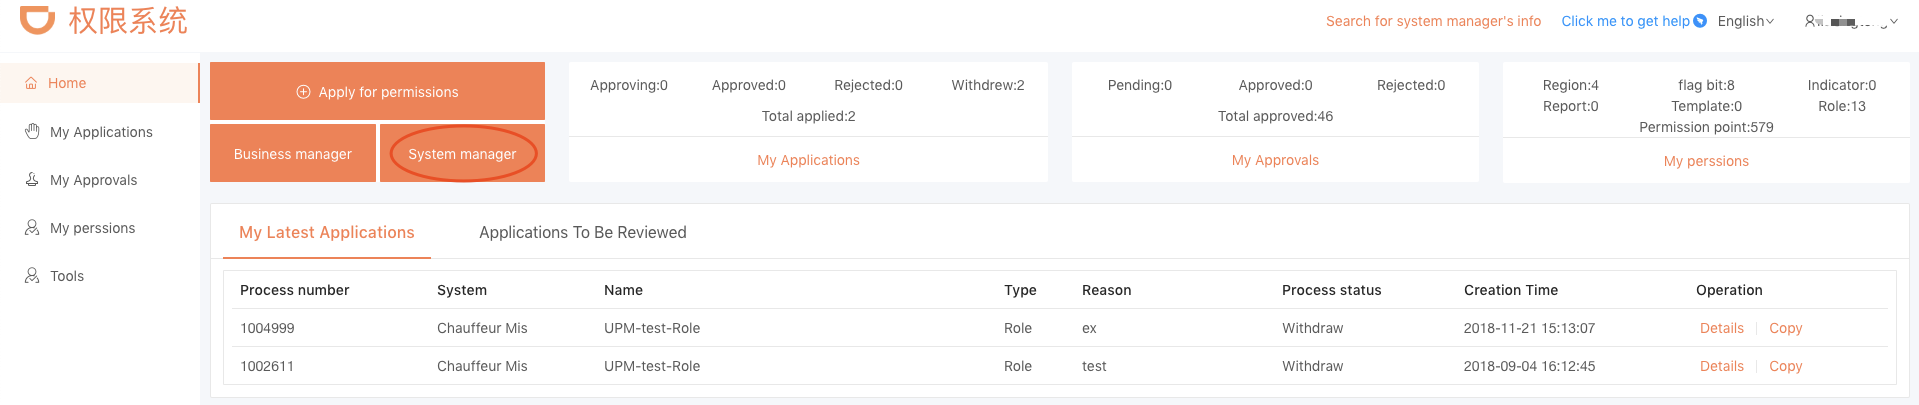 权限系统
Search for system manager's info Click me to get help English
Home
My Applications
My Approvals
My perssions
Tools
Apply for permissions
Business manager System manager
Approving:0 Approved:0 Rejected:0 Withdrew:2
Total applied:2
My Applications
Pending:0 Approved:0 Rejected:0
Total approved:46
My Approvals
Region:4 flag bit:8 Indicator:0
Report:0 Template:0 Role:13
Permission point:579
My perssions
My Latest Applications Applications To Be Reviewed
Process number System Name Type Reason Process status Creation Time Operation
1004999 Chauffeur Mis UPM-test-Role Role ex Withdraw 2018-11-21 15:13:07 Details Copy
1002611 Chauffeur Mis UPM-test-Role Role test Withdraw 2018-09-04 16:12:45 Details Copy